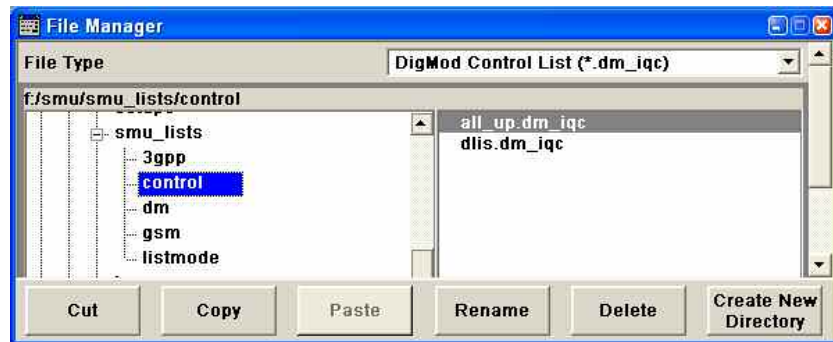 File Manager
File Type
DigMod Control List (*.dm_iqc)
f:/smu/smu_lists/control
smu_lists
3gpp
control
dm
gsm
listmode
all_up.dm_iqc
dlis.dm_iqc
Cut
Copy
Paste
Rename
Delete
Create New
Directory